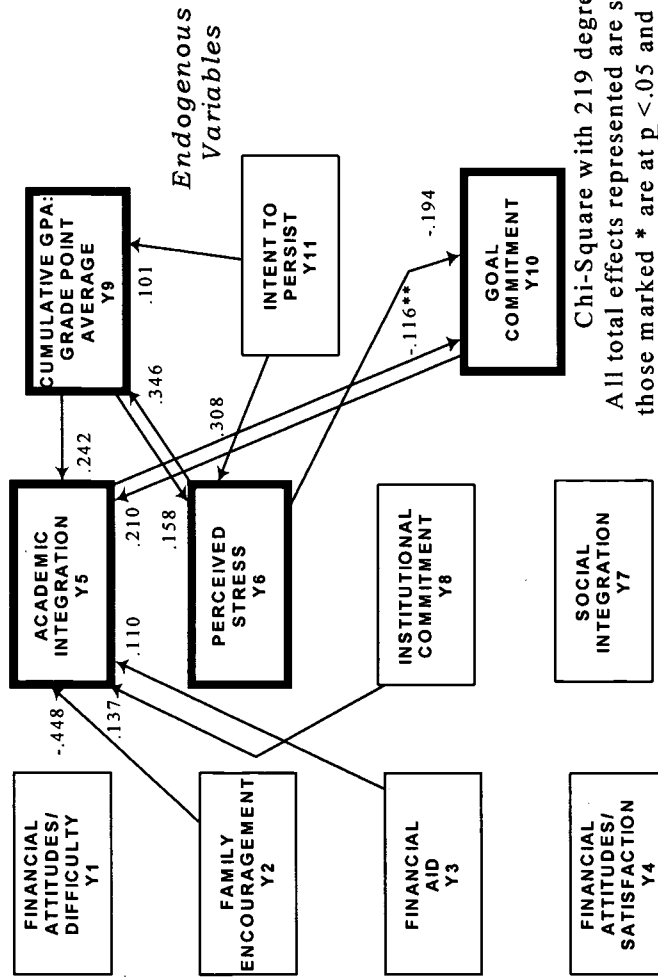 FINANCIAL
ATTITUDES/
DIFFICULTY
Y1
FAMILY
ENCOURAGEMENT
Y2
FINANCIAL
AID
Y3
FINANCIAL
ATTITUDES/
SATISFACTION
Y4
-.448
.137
.110
ACADEMIC
INTEGRATION
Y5
PERCEIVED
STRESS
Y6
INSTITUTIONAL
COMMITMENT
Y8
SOCIAL
INTEGRATION
Y7
.242
.210
.158
.346
.308
.101
-.116**
-.194
CUMULATIVE GPA:
GRADE POINT
AVERAGE
Y9
INTENT TO
PERSIST
Y11
GOAL
COMMITMENT
Y10
Endogenous
Variables
Chi-Square with 219 degre
All total effects represented are s
those marked * are at p <.05 and